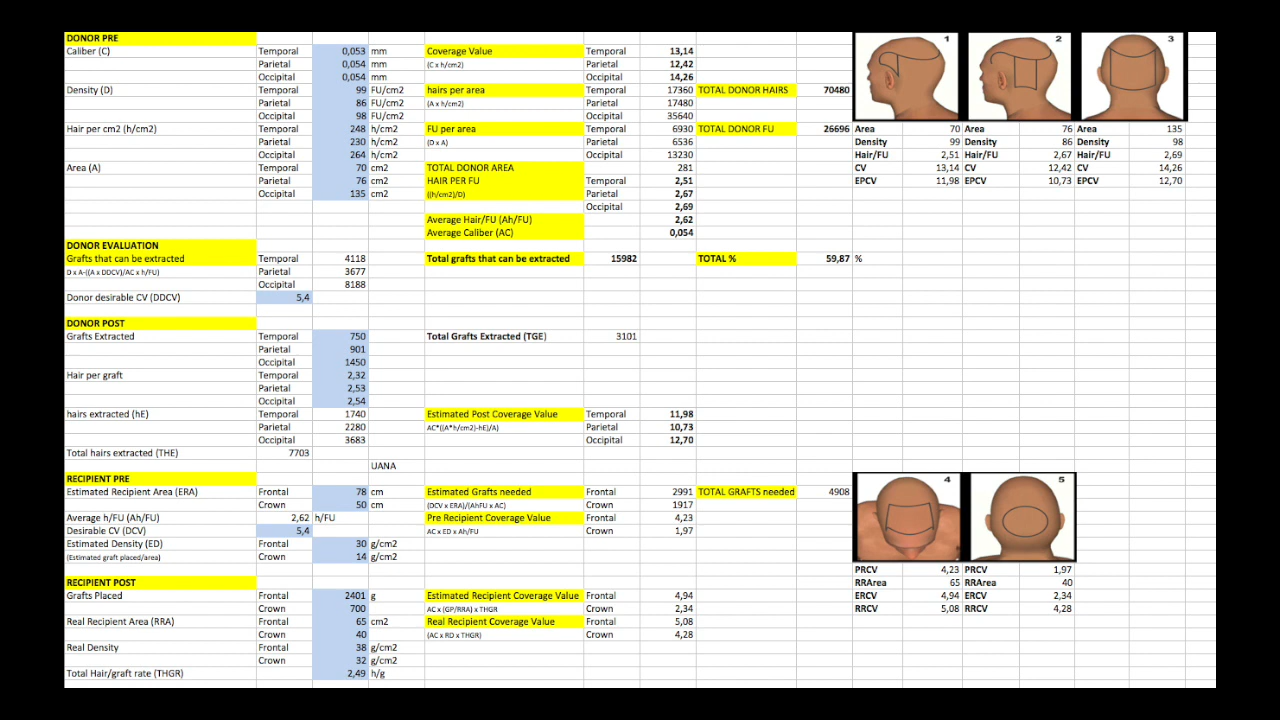 DONOR PRE
Caliber (C) Temporal 0,053 mm Coverage Value Temporal 13,14
Parietal 0,054 mm (C x h/cm2) Parietal 12,42
Occipital 0,054 mm Occipital 14,26
Density (D) Temporal 99 FU/cm2 hairs per area Temporal 17360 TOTAL DONOR HAIRS 70480
Parietal 86 FU/cm2 (A x h/cm2) Parietal 17480
Occipital 98 FU/cm2 Occipital 35640
1 2 3
Hair per cm2 (h/cm2) Temporal 248 h/cm2 FU per area Temporal 6930 TOTAL DONOR FU 26696 Area 70 Area 76 Area 135
Parietal 230 h/cm2 (D x A) Parietal 6536 Density 99 Density 86 Density 98
Occipital 264 h/cm2 Occipital 13230 Hair/FU 2,51 Hair/FU 2,67 Hair/FU 2,69
Area (A) Temporal 70 cm2 TOTAL DONOR AREA 281 CV 13,14 CV 12,42 CV 14,26
Parietal 76 cm2 HAIR PER FU Temporal 2,51 EPCV 11,98 EPCV 10,73 EPCV 12,70
Occipital 135 cm2 ((h/cm2)/D) Parietal 2,67
Occipital 2,69
Average Hair/FU (Ah/FU) 2,62
Average Caliber (AC) 0,054
DONOR EVALUATION
Grafts that can be extracted Temporal 4118 Total grafts that can be extracted 15982 TOTAL % 59,87 %
D x A-((A x DDCV)/AC x h/FU) Parietal 3677
Occipital 8188
Donor desirable CV (DDCV) 5,4
DONOR POST
Grafts Extracted Temporal 750 Total Grafts Extracted (TGE) 3101
Parietal 901
Occipital 1450
Hair per graft Temporal 2,32
Parietal 2,53
Occipital 2,54
hairs extracted (hE) Temporal 1740 Estimated Post Coverage Value Temporal 11,98
Parietal 2280 AC*((A*h/cm2)-hE)/A) Parietal 10,73
Occipital 3683 Occipital 12,70
Total hairs extracted (THE) 7703
UANA
RECIPIENT PRE
4 5
Estimated Recipient Area (ERA) Frontal 78 cm Estimated Grafts needed Frontal 2991 TOTAL GRAFTS needed 4908
Crown 50 cm (DCV x ERA)/(AhFU x AC) Crown 1917
Average h/FU (Ah/FU) 2,62 h/FU Pre Recipient Coverage Value Frontal 4,23
Desirable CV (DCV) 5,4 AC x ED x Ah/FU Crown 1,97
Estimated Density (ED) Frontal 30 g/cm2
(Estimated graft placed/area) Crown 14 g/cm2
PRCV 4,23 PRCV 1,97
RECIPIENT POST RRArea 65 RRArea 40
Grafts Placed Frontal 2401 g Estimated Recipient Coverage Value Frontal 4,94 ERCV 4,94 ERCV 2,34
Crown 700 AC x (GP/RRA) x THGR Crown 2,34 RRCV 5,08 RRCV 4,28
Real Recipient Area (RRA) Frontal 65 cm2 Real Recipient Coverage Value Frontal 5,08
Crown 40 (AC x RD x THGR) Crown 4,28
Real Density Frontal 38 g/cm2
Crown 32 g/cm2
Total Hair/graft rate (THGR) 2,49 h/g